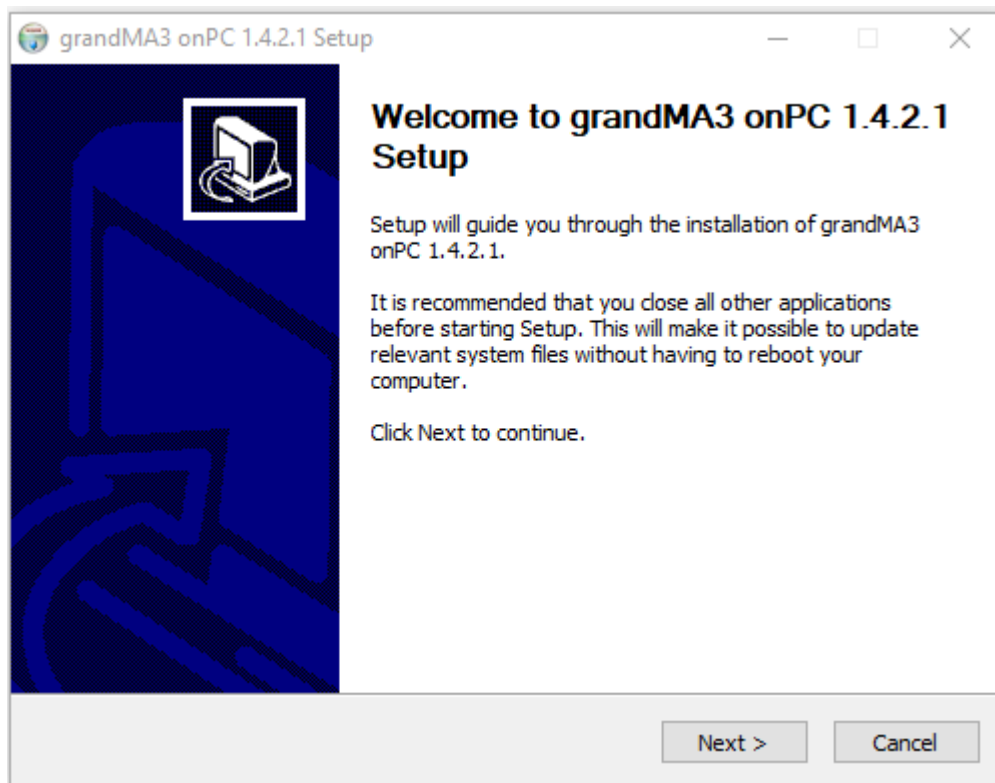 grandMA3 onPC 1.4.2.1 Setup
Welcome to grandMA3 onPC 1.4.2.1
Setup
Setup will guide you through the installation of grandMA3
onPC 1.4.2.1.
It is recommended that you close all other applications
before starting Setup. This will make it possible to update
relevant system files without having to reboot your
computer.
Click Next to continue.
Next >
Cancel